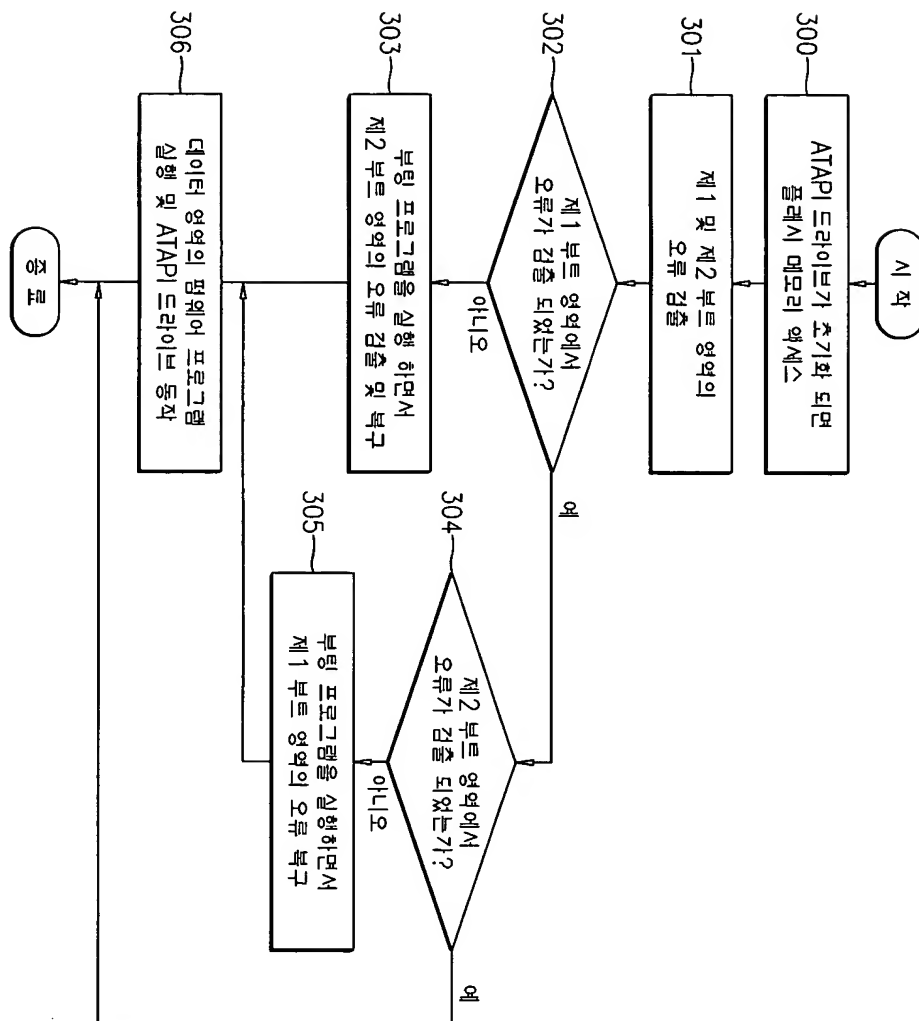 시 작
300
ATAPI 드라이브가 초기화 되면
플래시 메모리 액세스
301
제1 및 제2 부트 영역의
오류 검출
302
제1 부트 영역에서
오류가 검출 되었는가?
예
아니오
303
부팅 프로그램을 실행 하면서
제2 부트 영역의 오류 검출 및 복구
304
제2 부트 영역에서
오류가 검출 되었는가?
예
아니오
305
부팅 프로그램을 실행하면서
제1 부트 영역의 오류 복구
306
데이터 영역의 펌웨어 프로그램
실행 및 ATAPI 드라이브 동작
종 료